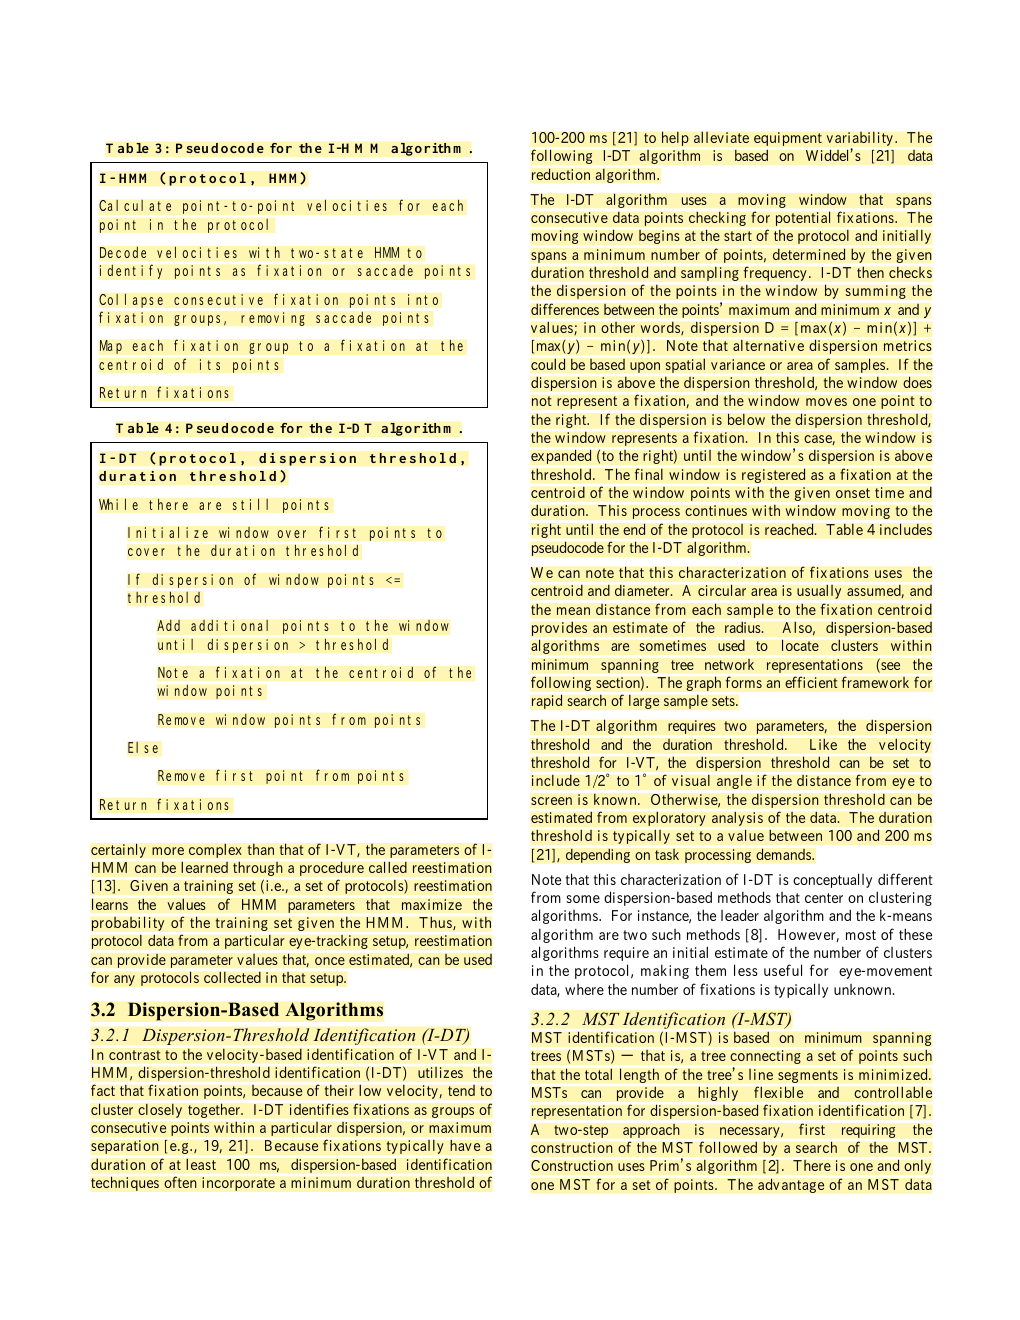 Table 3: Pseudocode for the I-HMM algorithm.
I-HMM (protocol, HMM)
Calculate point-to-point velocities for each
point in the protocol
Decode velocities with two-state HMM to
identify points as fixation or saccade points
Collapse consecutive fixation points into
fixation groups, removing saccade points
Map each fixation group to a fixation at the
centroid of its points
Return fixations
Table 4: Pseudocode for the I-DT algorithm.
I-DT (protocol, dispersion threshold,
duration threshold)
While there are still points
Initialize window over first points to
cover the duration threshold
If dispersion of window points <=
threshold
Add additional points to the window
until dispersion > threshold
Note a fixation at the centroid of the
window points
Remove window points from points
Else
Remove first point from points
Return fixations
certainly more complex than that of I-VT, the parameters of I-
HMM can be learned through a procedure called reestimation
[13]. Given a training set (i.e., a set of protocols) reestimation
learns the values of HMM parameters that maximize the
probability of the training set given the HMM. Thus, with
protocol data from a particular eye-tracking setup, reestimation
can provide parameter values that, once estimated, can be used
for any protocols collected in that setup.
3.2 Dispersion-Based Algorithms
3.2.1 Dispersion-Threshold Identification (I-DT)
In contrast to the velocity-based identification of I-VT and I-
HMM, dispersion-threshold identification (I-DT) utilizes the
fact that fixation points, because of their low velocity, tend to
cluster closely together. I-DT identifies fixations as groups of
consecutive points within a particular dispersion, or maximum
separation [e.g., 19, 21]. Because fixations typically have a
duration of at least 100 ms, dispersion-based identification
techniques often incorporate a minimum duration threshold of
100-200 ms [21] to help alleviate equipment variability. The
following I-DT algorithm is based on Widdel's [21] data
reduction algorithm.
The I-DT algorithm uses a moving window that spans
consecutive data points checking for potential fixations. The
moving window begins at the start of the protocol and initially
spans a minimum number of points, determined by the given
duration threshold and sampling frequency. I-DT then checks
the dispersion of the points in the window by summing the
differences between the points' maximum and minimum x and y
values; in other words, dispersion D = [max(x) – min(x)] +
[max(y) – min(y)]. Note that alternative dispersion metrics
could be based upon spatial variance or area of samples. If the
dispersion is above the dispersion threshold, the window does
not represent a fixation, and the window moves one point to
the right. If the dispersion is below the dispersion threshold,
the window represents a fixation. In this case, the window is
expanded (to the right) until the window's dispersion is above
threshold. The final window is registered as a fixation at the
centroid of the window points with the given onset time and
duration. This process continues with window moving to the
right until the end of the protocol is reached. Table 4 includes
pseudocode for the I-DT algorithm.
We can note that this characterization of fixations uses the
centroid and diameter. A circular area is usually assumed, and
the mean distance from each sample to the fixation centroid
provides an estimate of the radius. Also, dispersion-based
algorithms are sometimes used to locate clusters within
minimum spanning tree network representations (see the
following section). The graph forms an efficient framework for
rapid search of large sample sets.
The I-DT algorithm requires two parameters, the dispersion
threshold and the duration threshold. Like the velocity
threshold for I-VT, the dispersion threshold can be set to
include 1/2° to 1° of visual angle if the distance from eye to
screen is known. Otherwise, the dispersion threshold can be
estimated from exploratory analysis of the data. The duration
threshold is typically set to a value between 100 and 200 ms
[21], depending on task processing demands.
Note that this characterization of I-DT is conceptually different
from some dispersion-based methods that center on clustering
algorithms. For instance, the leader algorithm and the k-means
algorithm are two such methods [8]. However, most of these
algorithms require an initial estimate of the number of clusters
in the protocol, making them less useful for eye-movement
data, where the number of fixations is typically unknown.
3.2.2 MST Identification (I-MST)
MST identification (I-MST) is based on minimum spanning
trees (MSTs) — that is, a tree connecting a set of points such
that the total length of the tree's line segments is minimized.
MSTs can provide a highly flexible and controllable
representation for dispersion-based fixation identification [7].
A two-step approach is necessary, first requiring the
construction of the MST followed by a search of the MST.
Construction uses Prim's algorithm [2]. There is one and only
one MST for a set of points. The advantage of an MST data